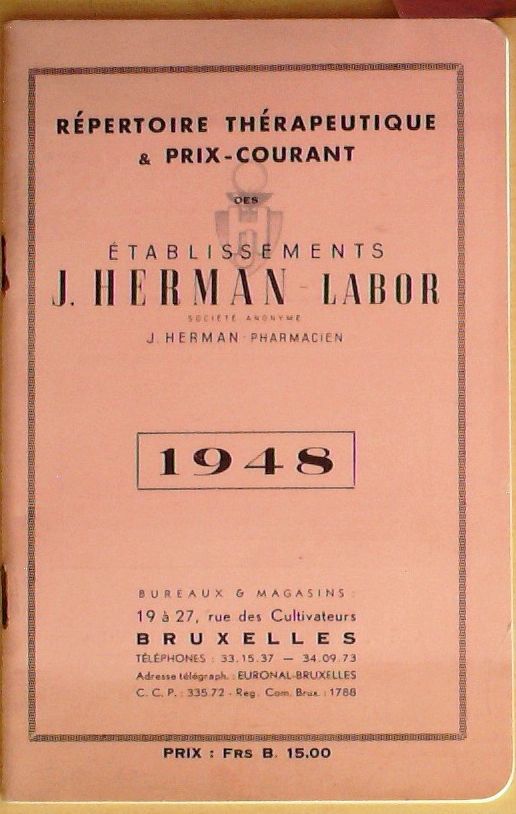 RÉPERTOIRE THÉRAPEUTIQUE
& PRIX-COURANT
DES
ÉTABLISSEMENTS
J. HERMAN - LABOR
SOCIÉTÉ ANONYME
J. HERMAN - PHARMACIEN
1948
BUREAUX & MAGASINS :
19 à 27, rue des Cultivateurs
BRUXELLES
TÉLÉPHONES : 33.15.37 — 34.09.73
Adresse télégraph. : EURONAL-BRUXELLES
C. C. P. : 335.72 - Reg. Com. Brux. : 1788
PRIX : FRS B. 15.00